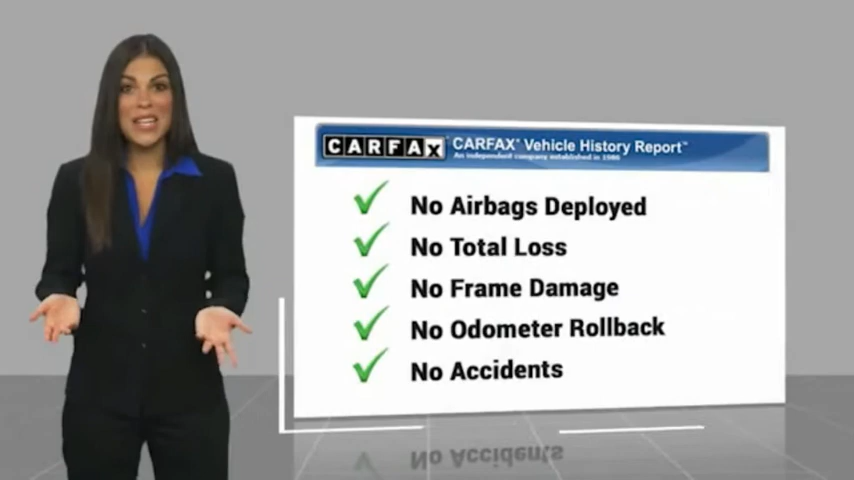 CARFAX CARFAX® Vehicle History Report™
An independent company established in 1986
No Airbags Deployed
No Total Loss
No Frame Damage
No Odometer Rollback
No Accidents
No Accidents